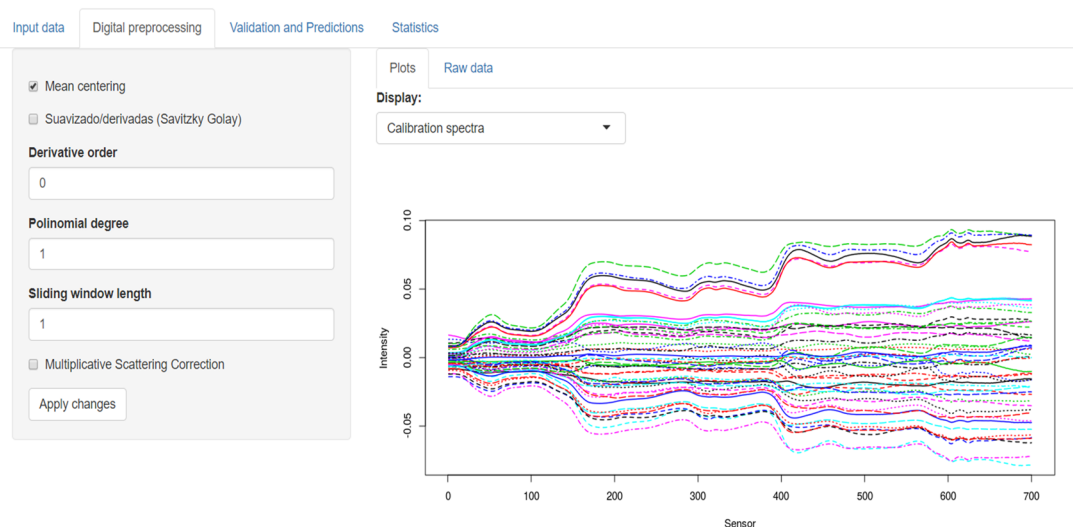 Input data
Digital preprocessing
Validation and Predictions
Statistics
Mean centering
Suavizado/derivadas (Savitzky Golay)
Derivative order
0
Polinomial degree
1
Sliding window length
1
Multiplicative Scattering Correction
Apply changes
Plots
Raw data
Display:
Calibration spectra
Intensity
0.10
0.05
0.00
-0.05
0 100 200 300 400 500 600 700
Sensor